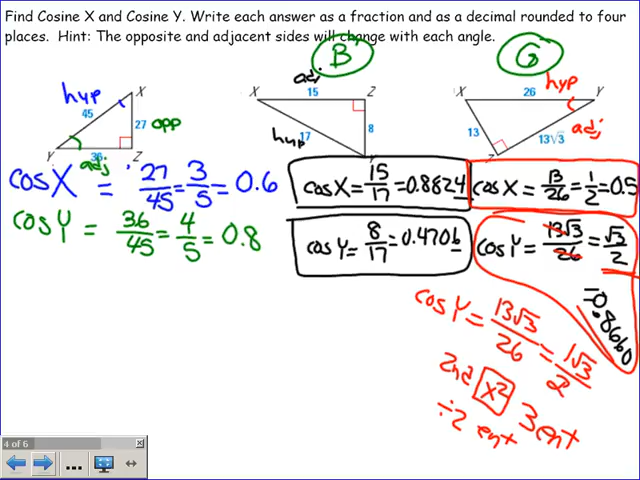 Find Cosine X and Cosine Y. Write each answer as a fraction and as a decimal rounded to four
places. Hint: The opposite and adjacent sides will change with each angle.
B
G
hyp
45
X
27 opp
Y
36
adj
Z
cos X = 27/45 = 3/5 = 0.6
cos Y = 36/45 = 4/5 = 0.8
adj
X
15
Z
hyp
17
8
Y
cos X = 15/17 = 0.8824
cos Y = 8/17 = 0.4706
hyp
X
26
Y
13
adj
13√3
Z
cos X = 13/26 = 1/2 = 0.5
cos Y = 13√3/26 = √3/2
=0.8660
cos Y = 13√3/26 = 1√3/2
2nd x² 3 ent
÷2 ent
4 of 6